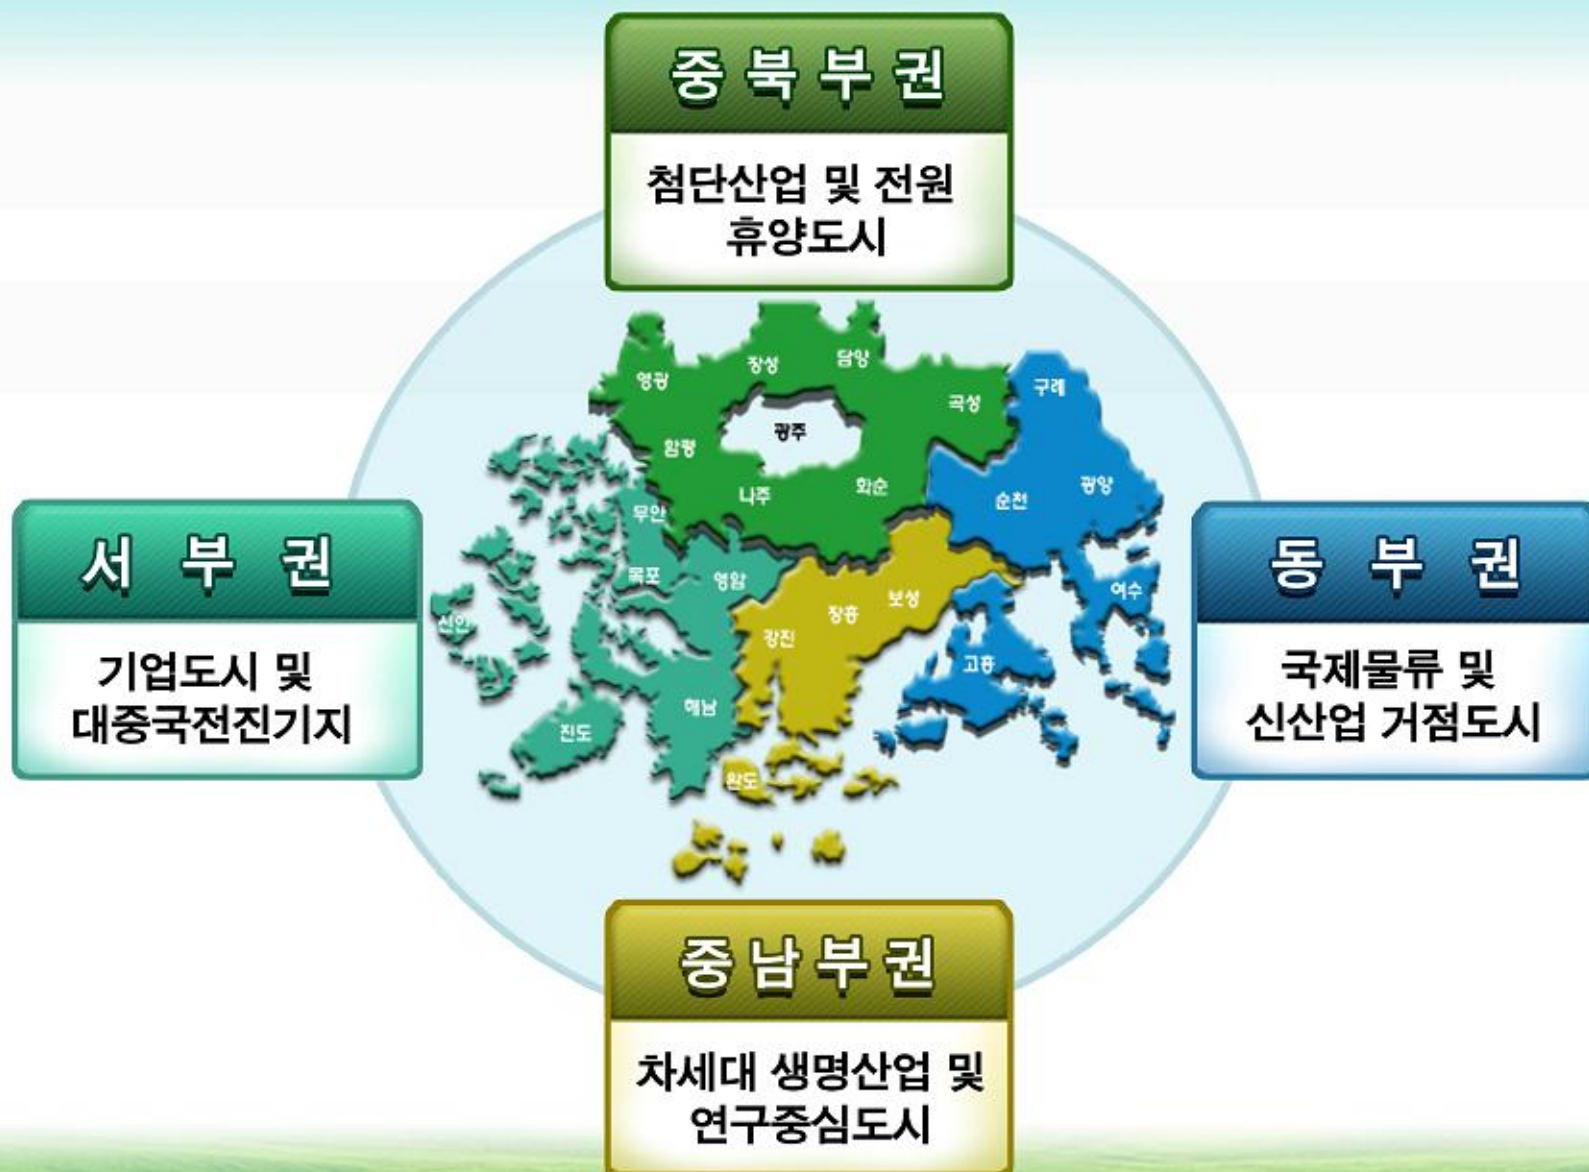 중북부권
첨단산업 및 전원
휴양도시
서부권
기업도시 및
대중국전진기지
동부권
국제물류 및
신산업 거점도시
영광
장성
담양
곡성
구례
광주
함평
나주
화순
순천
광양
무안
목포
영암
신안
강진
장흥
보성
여수
고흥
해남
진도
완도
중남부권
차세대 생명산업 및
연구중심도시